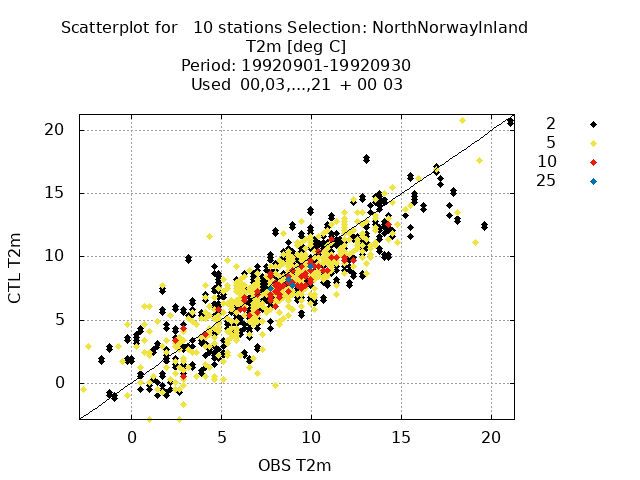 Scatterplot for   10 stations Selection: NorthNorwayInland
T2m [deg C]
Period: 19920901-19920930
Used  00,03,...,21  + 00 03
20
15
10
5
0
CTL T2m
0 5 10 15 20
OBS T2m
2
5
10
25